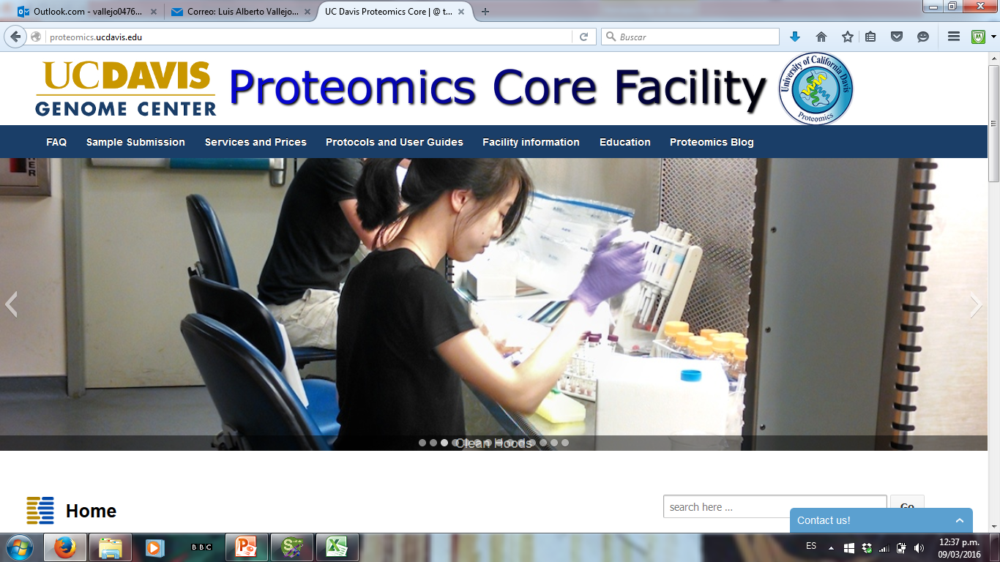 Outlook.com - vallejo0476...
Correo: Luis Alberto Vallejo...
UC Davis Proteomics Core | @ t...
proteomics.ucdavis.edu
Buscar
UCDAVIS
GENOME CENTER
Proteomics Core Facility
University of California Davis
Proteomics
FAQ
Sample Submission
Services and Prices
Protocols and User Guides
Facility information
Education
Proteomics Blog
ER
Clean Hoods
Home
search here ...
Go
Contact us!
BBC
ES
12:37 p.m.
09/03/2016